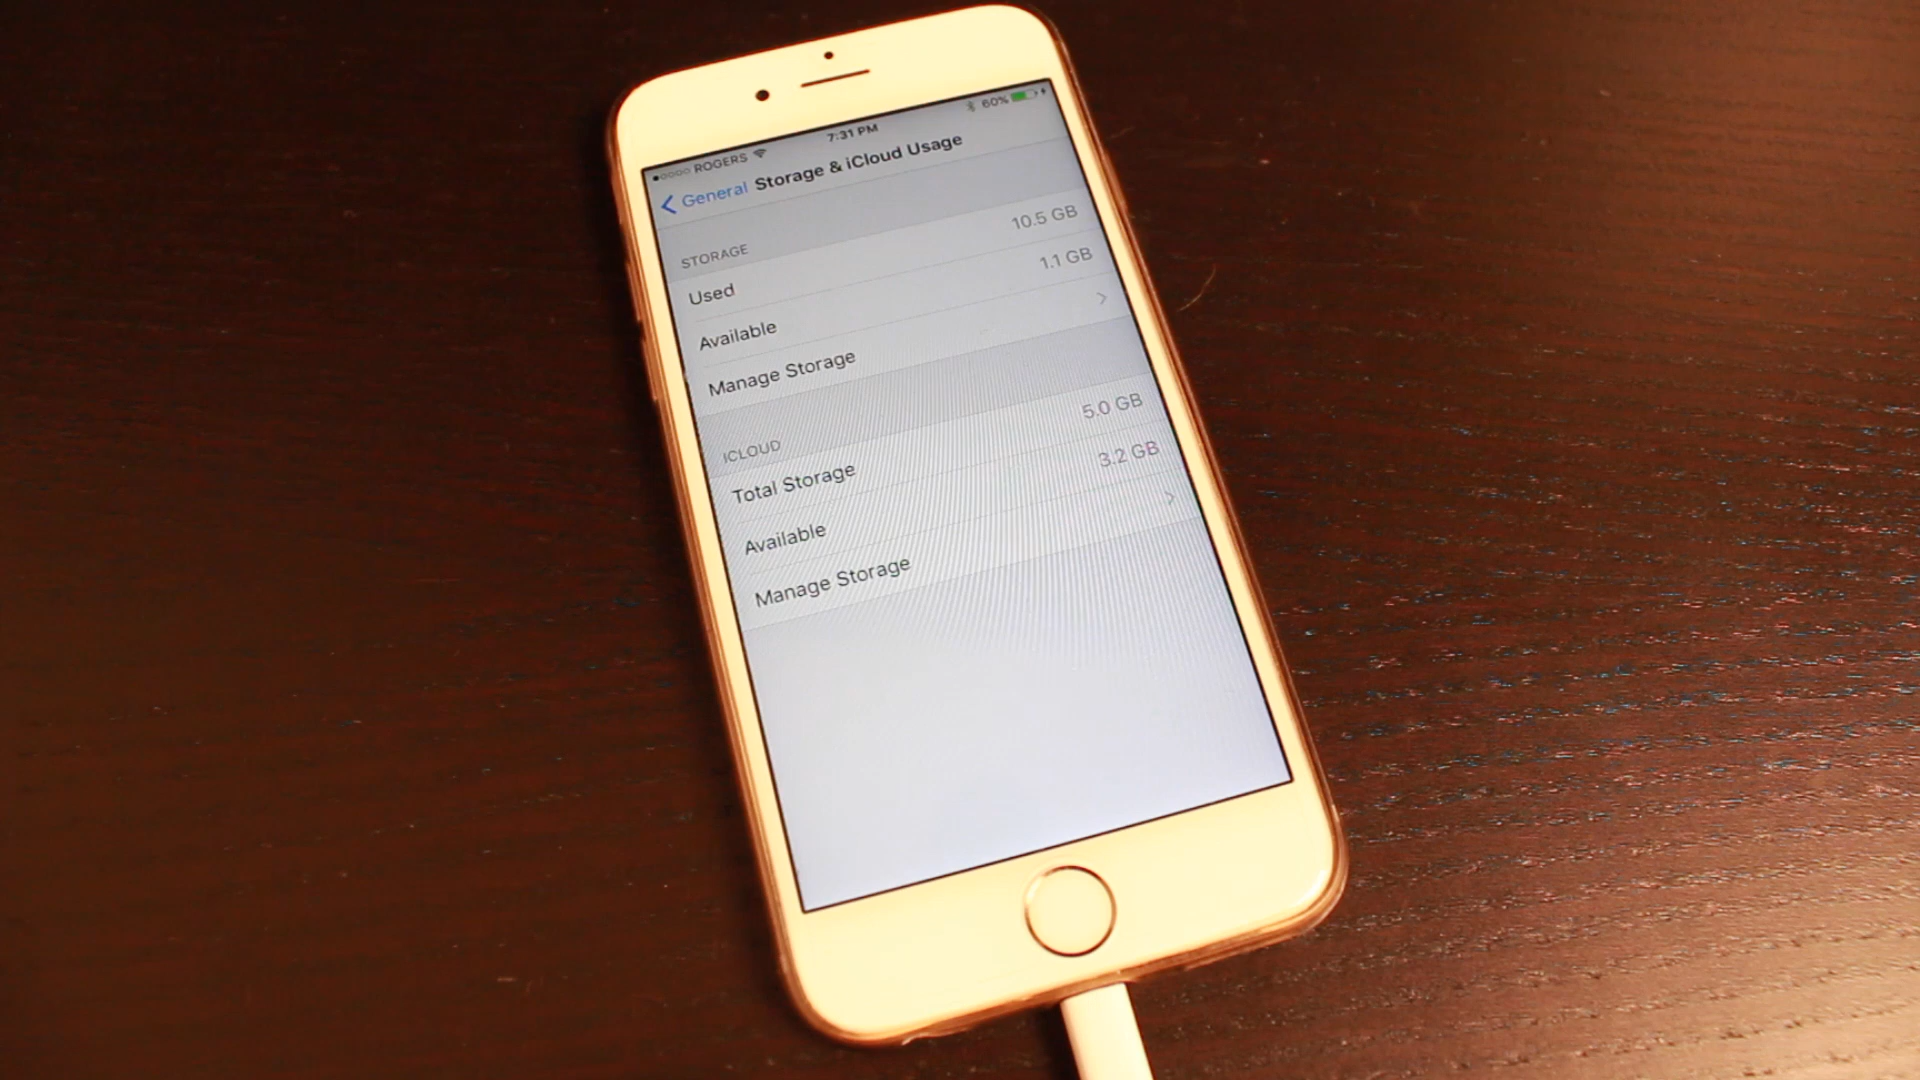 ROGERS 7:31 PM 60%
General Storage & iCloud Usage
STORAGE
Used 10.5 GB
Available 1.1 GB
Manage Storage
ICLOUD
Total Storage 5.0 GB
Available 3.2 GB
Manage Storage